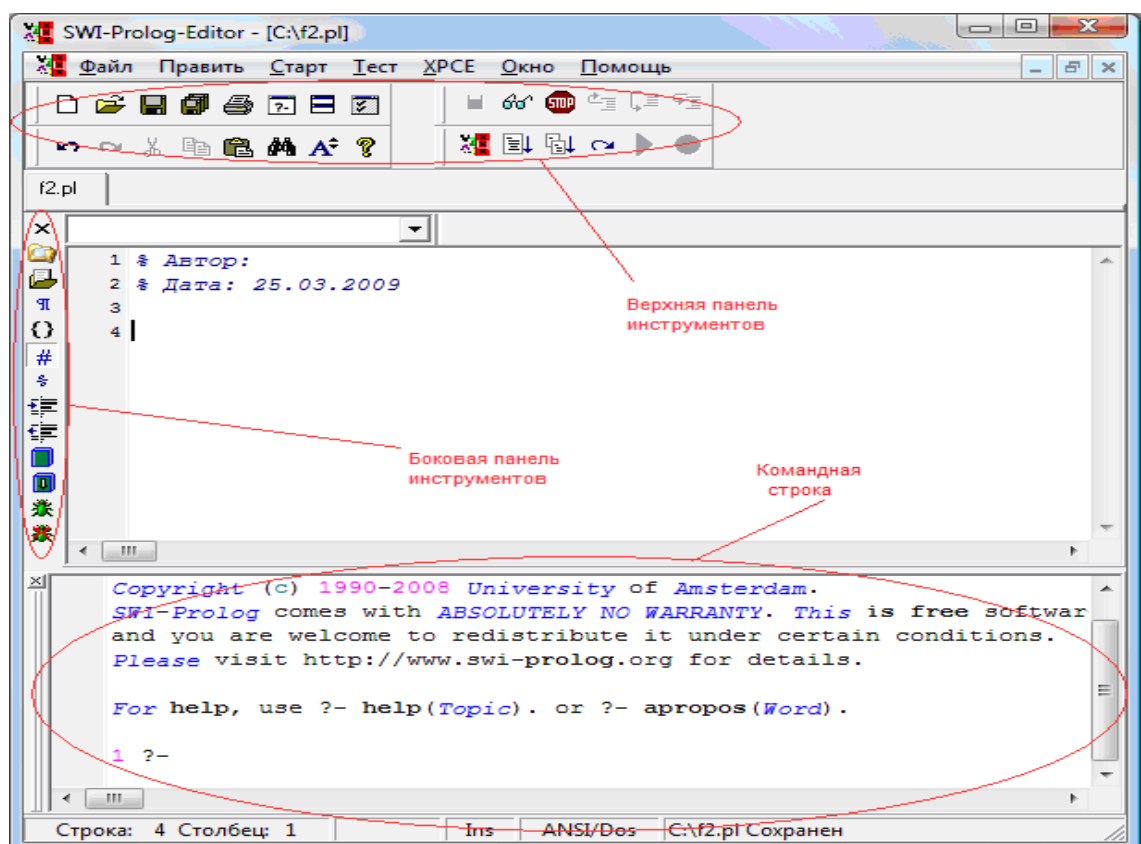 SWI-Prolog-Editor - [C:\f2.pl]
Файл Править Старт Тест XPCE Окно Помощь
f2.pl
1 % Автор:
2 % Дата: 25.03.2009
3
4
Верхняя панель
инструментов
Боковая панель
инструментов
Командная
строка
Copyright (c) 1990-2008 University of Amsterdam.
SWI-Prolog comes with ABSOLUTELY NO WARRANTY. This is free softwar
and you are welcome to redistribute it under certain conditions.
Please visit http://www.swi-prolog.org for details.
For help, use ?- help(Topic). or ?- apropos(Word).
1 ?-
Строка: 4 Столбец: 1 Ins ANSI/Dos C:\f2.pl Сохранен